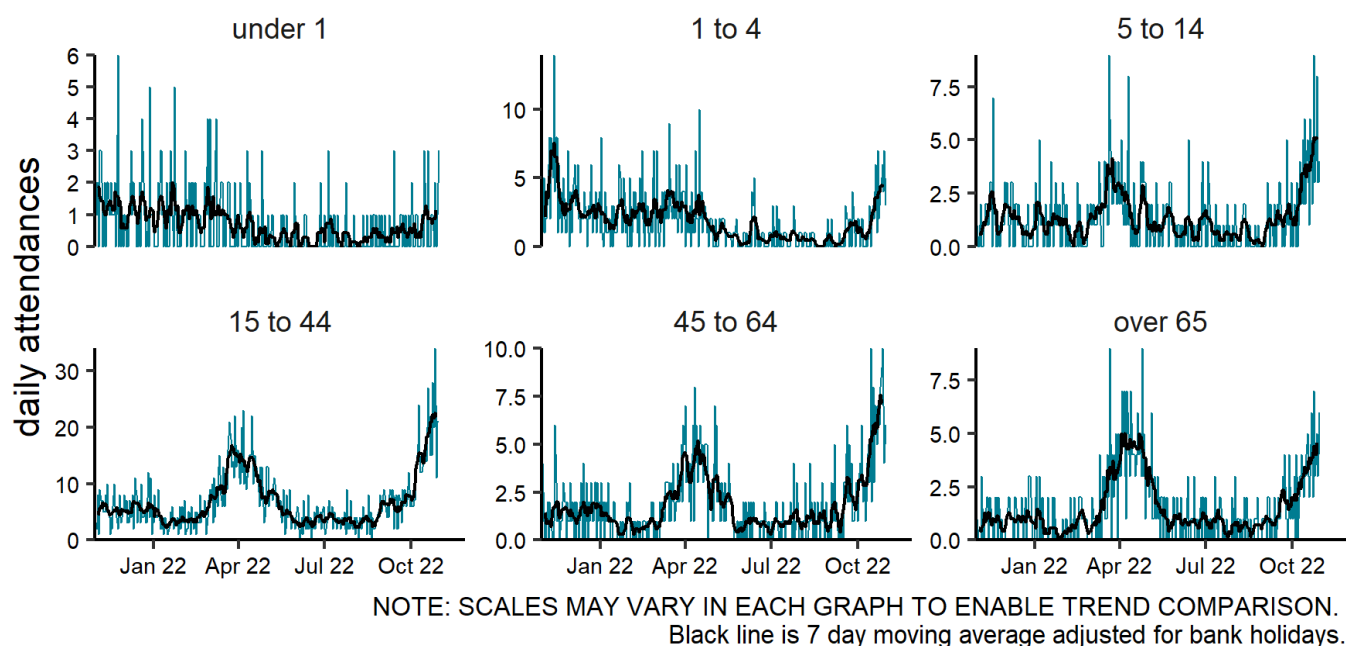 under 1
1 to 4
5 to 14
6
5
4
3
2
1
0
10
5
0
7.5
5.0
2.5
0.0
daily attendances
15 to 44
45 to 64
over 65
30
20
10
0
10.0
7.5
5.0
2.5
0.0
7.5
5.0
2.5
0.0
Jan 22 Apr 22 Jul 22 Oct 22
Jan 22 Apr 22 Jul 22 Oct 22
Jan 22 Apr 22 Jul 22 Oct 22
NOTE: SCALES MAY VARY IN EACH GRAPH TO ENABLE TREND COMPARISON.
Black line is 7 day moving average adjusted for bank holidays.